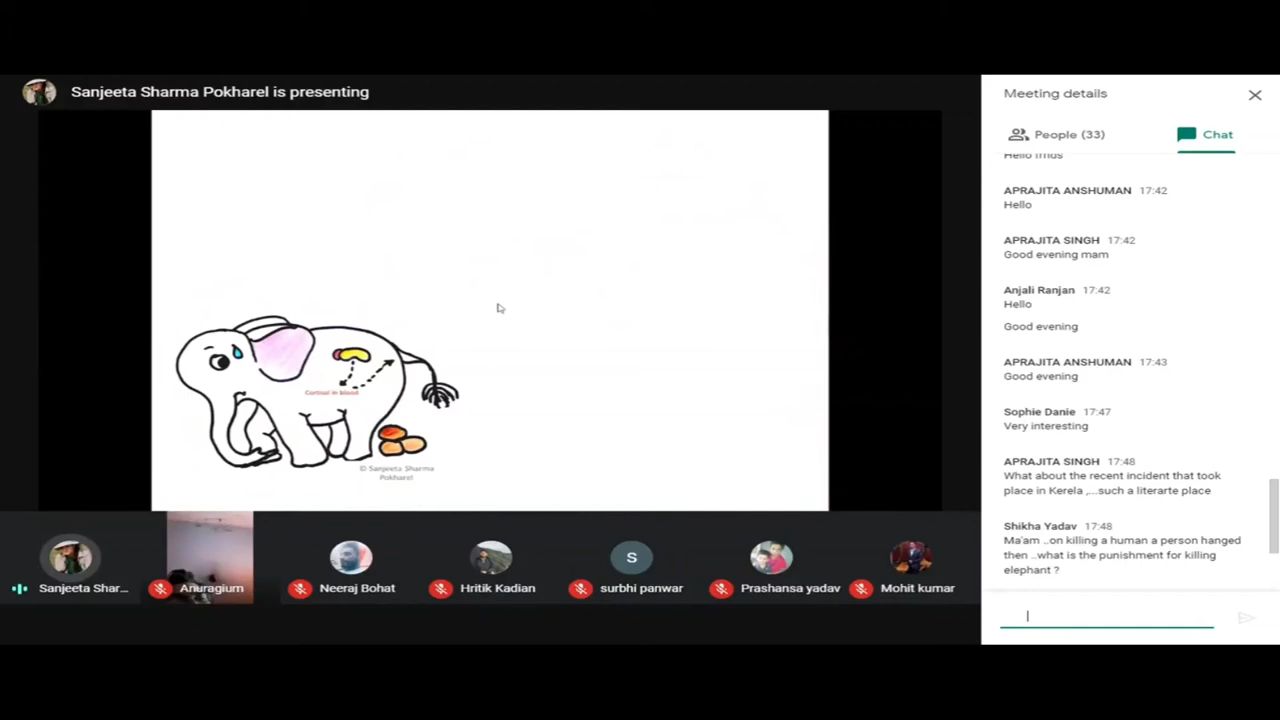 Sanjeeta Sharma Pokharel is presenting
Cortisol in blood
© Sanjeeta Sharma
Pokharel
Sanjeeta Shar...
Anuragium
Neeraj Bohat
Hritik Kadian
S
surbhi panwar
Prashansa yadav
Mohit kumar
Meeting details
People (33)
Chat
Hello
APRAJITA ANSHUMAN 17:42
Hello
APRAJITA SINGH 17:42
Good evening mam
Anjali Ranjan 17:42
Hello
Good evening
APRAJITA ANSHUMAN 17:43
Good evening
Sophie Danie 17:47
Very interesting
APRAJITA SINGH 17:48
What about the recent incident that took
place in Kerela ,...such a literarte place
Shikha Yadav 17:48
Ma'am ..on killing a human a person hanged
then ..what is the punishment for killing
elephant ?